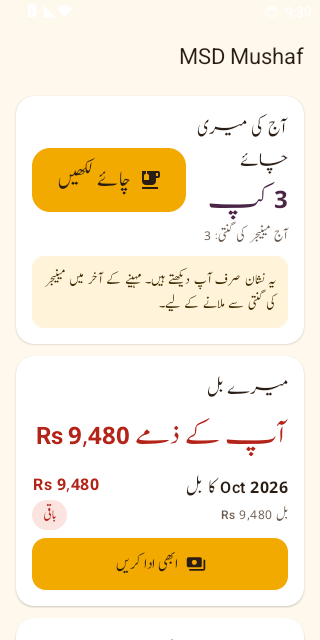 9:30
MSD Mushaf
آج کی میری
چائے
3 کپ
چائے لکھیں
آج مینیجر کی گنتی: 3
یہ نشان صرف آپ دیکھتے ہیں۔ مہینے کے آخر میں مینیجر
کی گنتی سے ملانے کے لیے۔
میرے بل
آپ کے ذمے Rs 9,480
Oct 2026 کا بل
Rs 9,480
بل Rs 9,480
باقی
ابھی ادا کریں